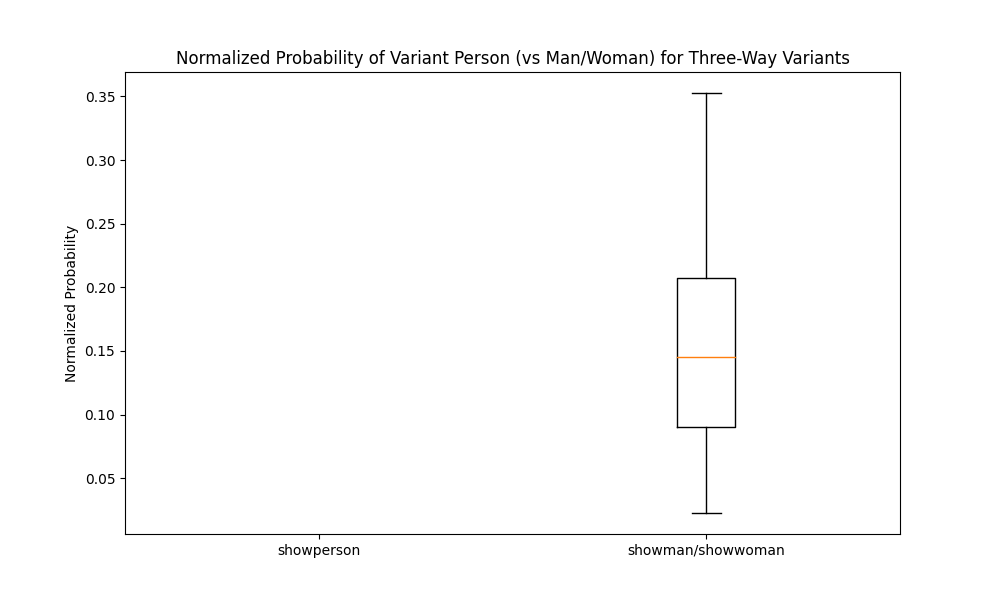 Normalized Probability of Variant Person (vs Man/Woman) for Three-Way Variants
Normalized Probability
0.35
0.30
0.25
0.20
0.15
0.10
0.05
showperson
showman/showwoman